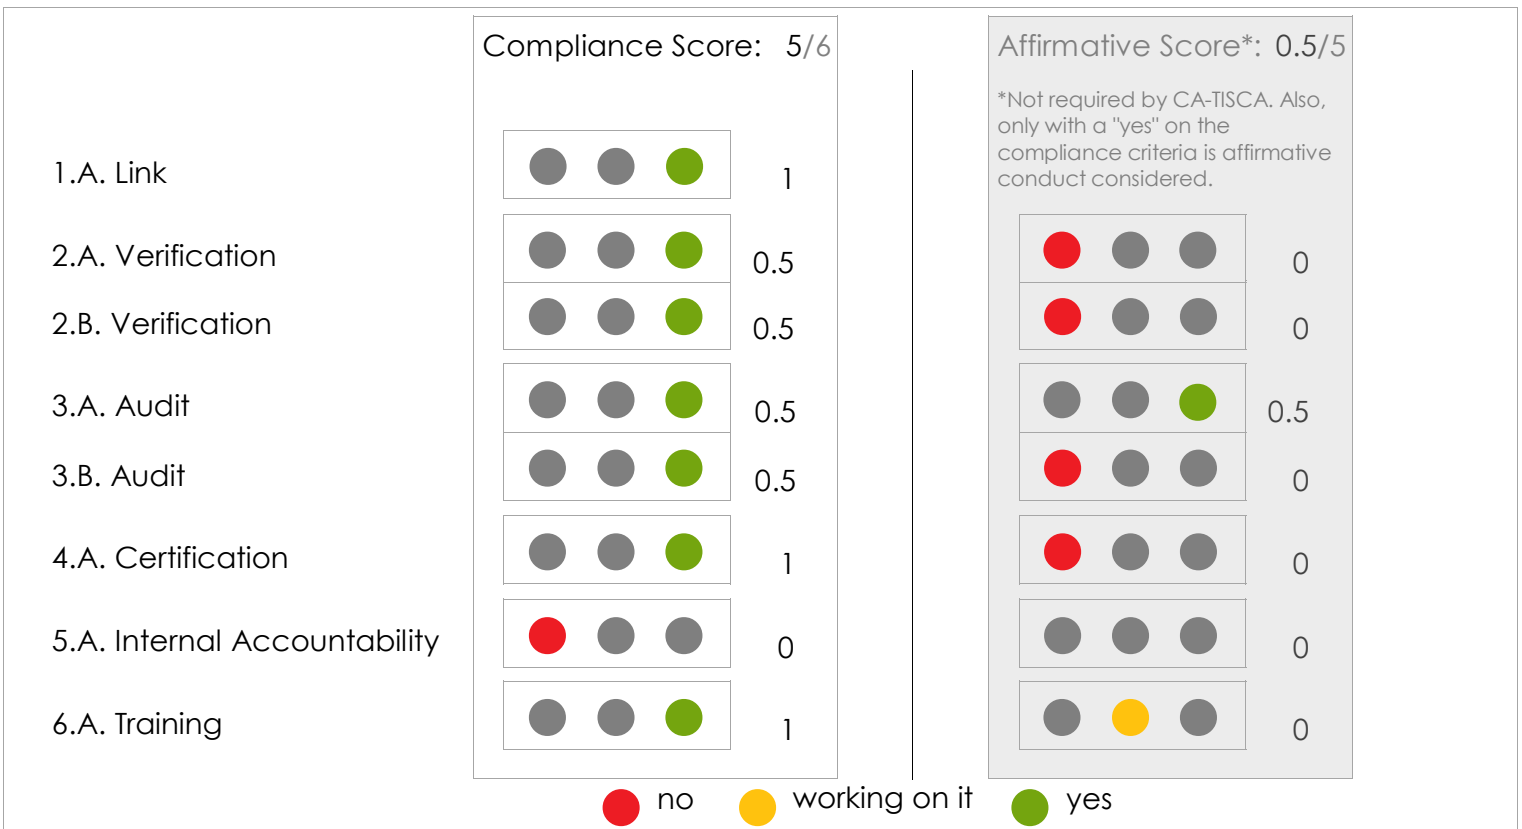 Compliance Score: 5/6
Affirmative Score*: 0.5/5
*Not required by CA-TISCA. Also,
only with a "yes" on the
compliance criteria is affirmative
conduct considered.
1.A. Link 1
2.A. Verification 0.5 0
2.B. Verification 0.5 0
3.A. Audit 0.5 0.5
3.B. Audit 0.5 0
4.A. Certification 1 0
5.A. Internal Accountability 0 0
6.A. Training 1 0
no working on it yes